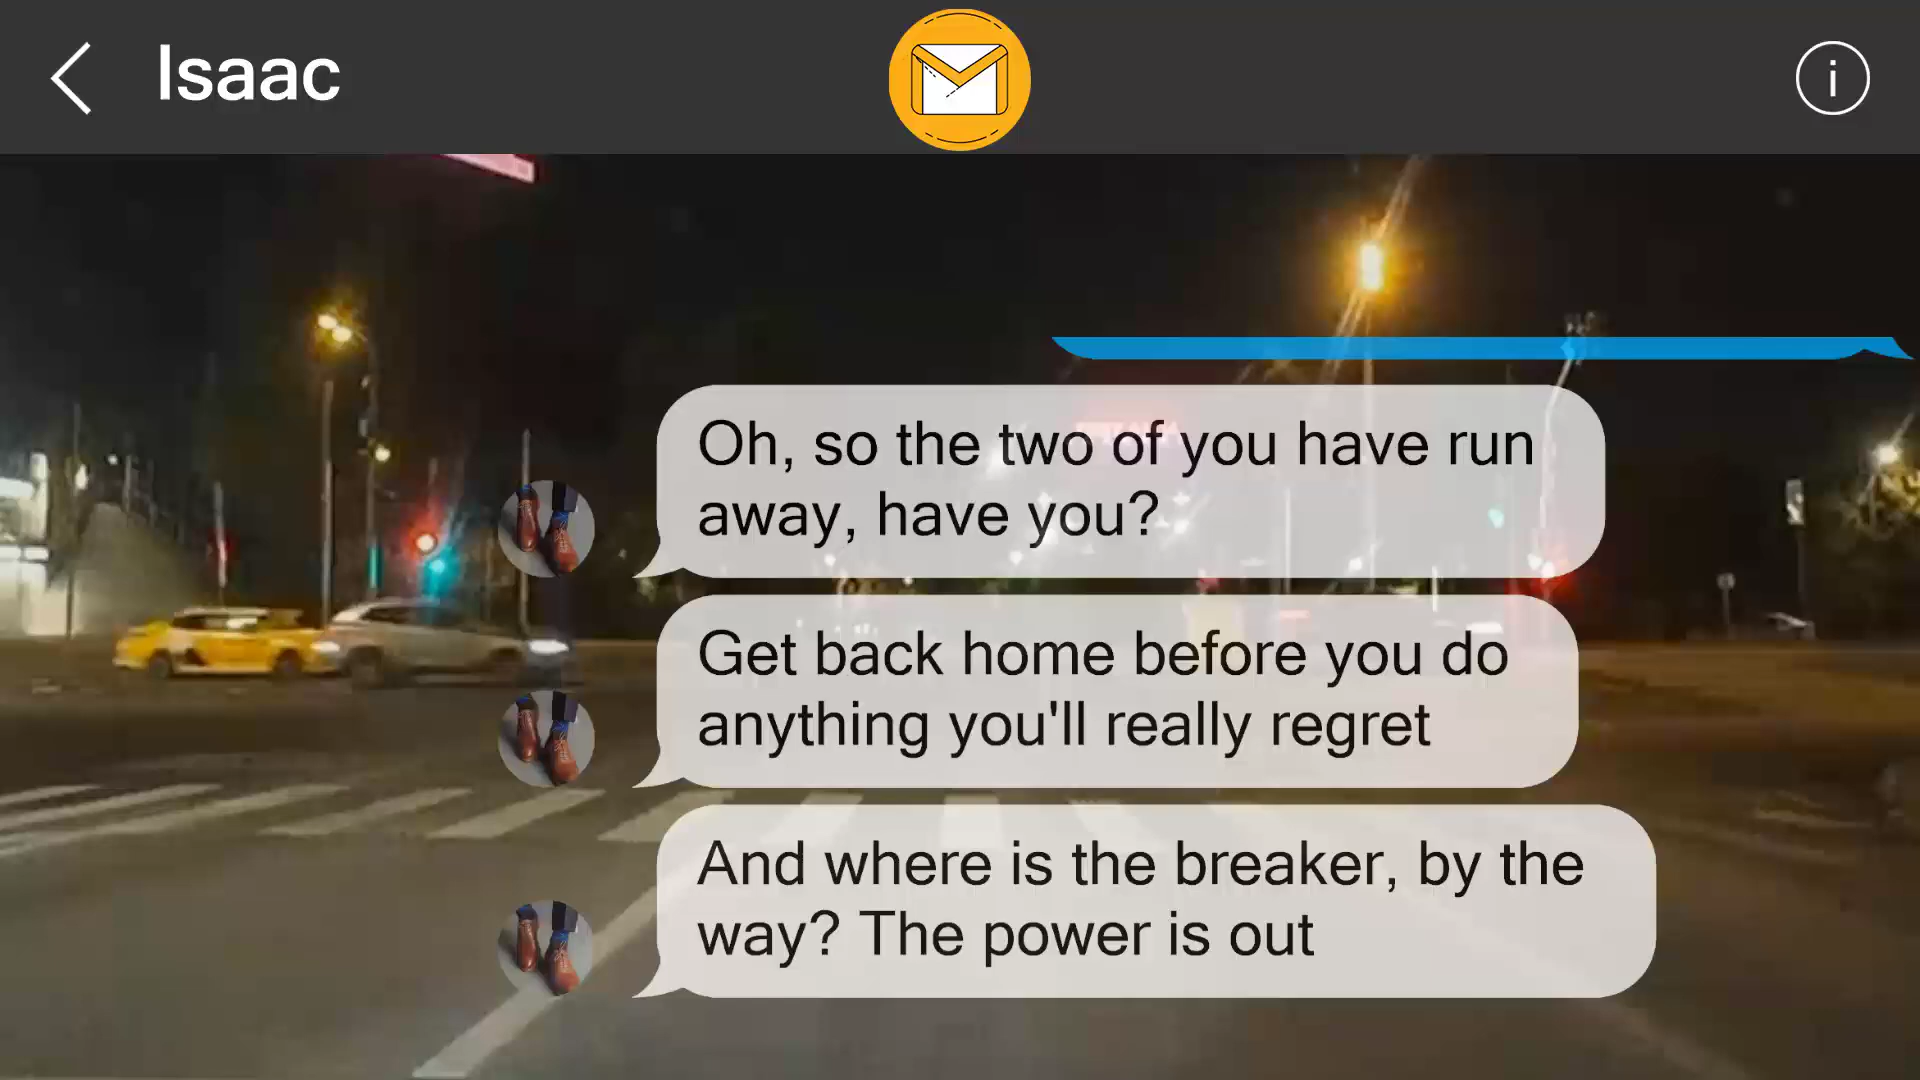 Isaac
Oh, so the two of you have run
away, have you?
Get back home before you do
anything you'll really regret
And where is the breaker, by the
way? The power is out